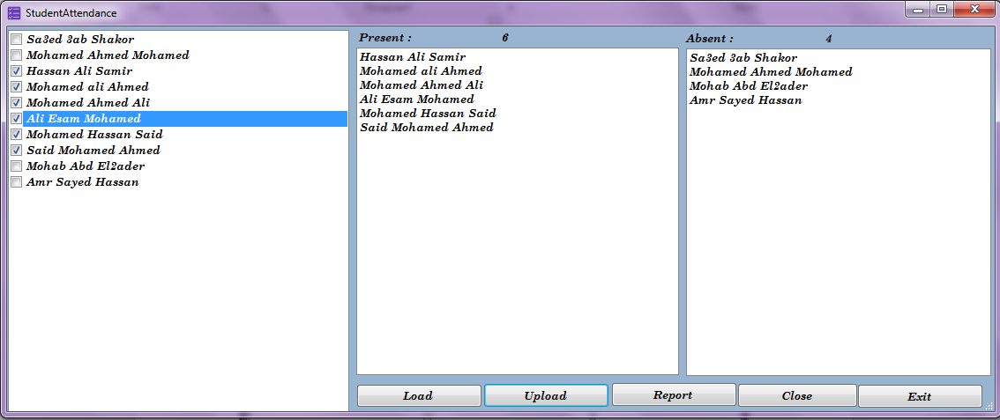 StudentAttendance
Sa3ed 3ab Shakor
Mohamed Ahmed Mohamed
Hassan Ali Samir
Mohamed ali Ahmed
Mohamed Ahmed Ali
Ali Esam Mohamed
Mohamed Hassan Said
Said Mohamed Ahmed
Mohab Abd El2ader
Amr Sayed Hassan
Present : 6
Hassan Ali Samir
Mohamed ali Ahmed
Mohamed Ahmed Ali
Ali Esam Mohamed
Mohamed Hassan Said
Said Mohamed Ahmed
Absent : 4
Sa3ed 3ab Shakor
Mohamed Ahmed Mohamed
Mohab Abd El2ader
Amr Sayed Hassan
Load Upload Report Close Exit